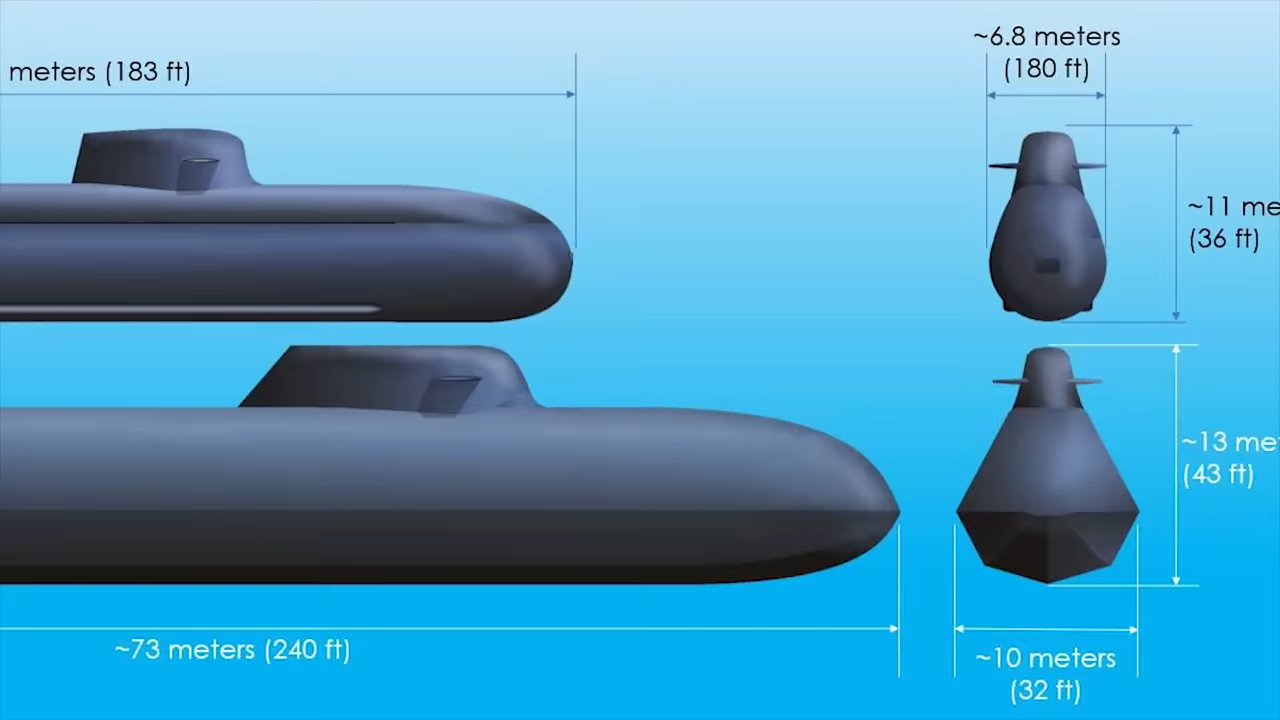 ~6.8 meters
(180 ft)
meters (183 ft)
~11 me
(36 ft)
~13 me
(43 ft)
~73 meters (240 ft)
~10 meters
(32 ft)